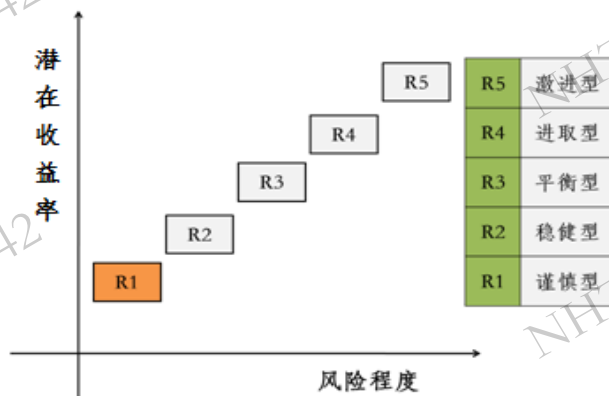 潜在收益率
R5
R4
R3
R2
R1
风险程度
R5 激进型
R4 进取型
R3 平衡型
R2 稳健型
R1 谨慎型